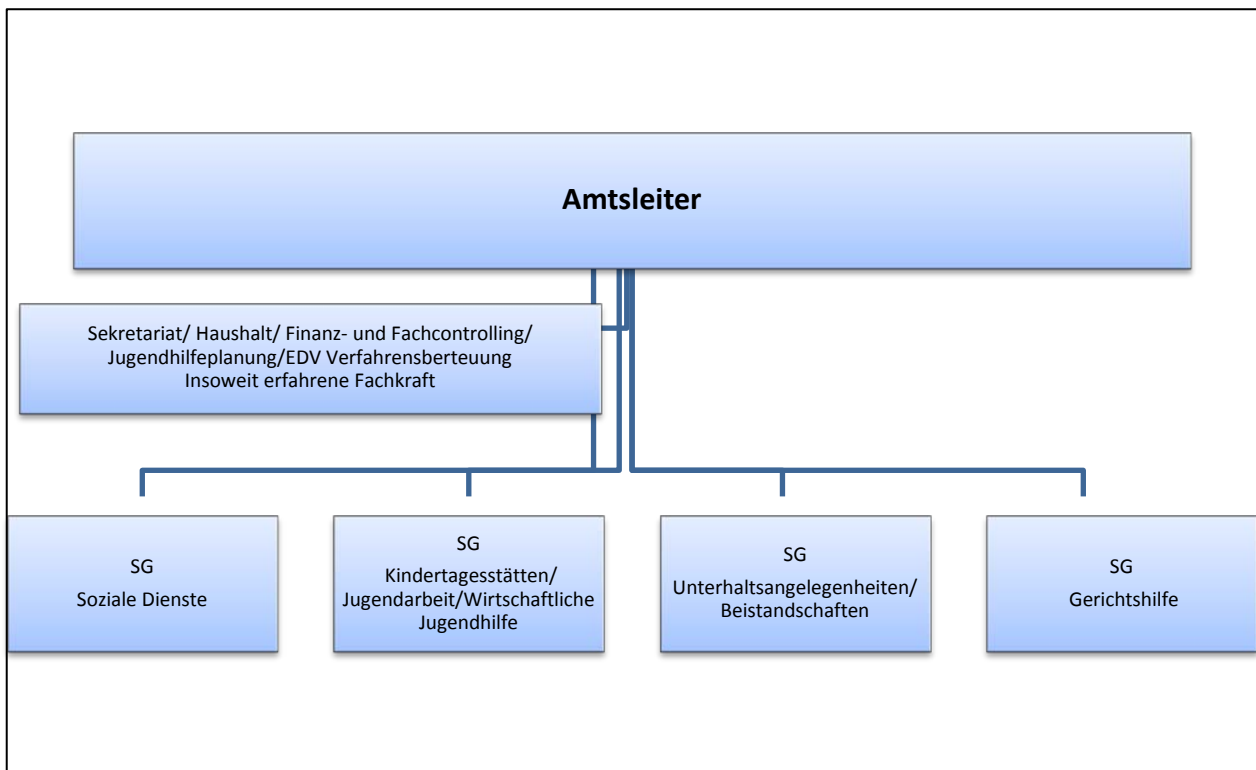 Amtsleiter
Sekretariat/ Haushalt/ Finanz- und Fachcontrolling/
Jugendhilfeplanung/EDV Verfahrensberteuung
Insoweit erfahrene Fachkraft
SG
Soziale Dienste
SG
Kindertagesstätten/
Jugendarbeit/Wirtschaftliche
Jugendhilfe
SG
Unterhaltsangelegenheiten/
Beistandschaften
SG
Gerichtshilfe